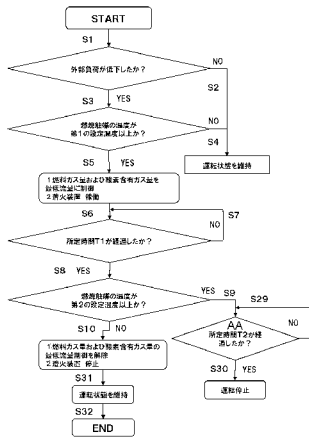 START
S1
外部負荷が低下したか?
NO
S2
S3
YES
燃焼触媒の温度が
第1の設定温度以上か?
NO
S4
運転状態を維持
S5
YES
1 燃料ガス量および酸素含有ガス量を
最低流量に制御
2 着火装置 稼働
S6
S7
所定時間T1が経過したか?
NO
S8
YES
燃焼触媒の温度が
第2の設定温度以上か?
YES
S9
S29
S10
NO
AA
所定時間T2が経
過したか?
NO
1 燃料ガス量および酸素含有ガス量の
最低流量制御を解除
2 着火装置 停止
S30
YES
S31
運転状態を維持
運転停止
S32
END